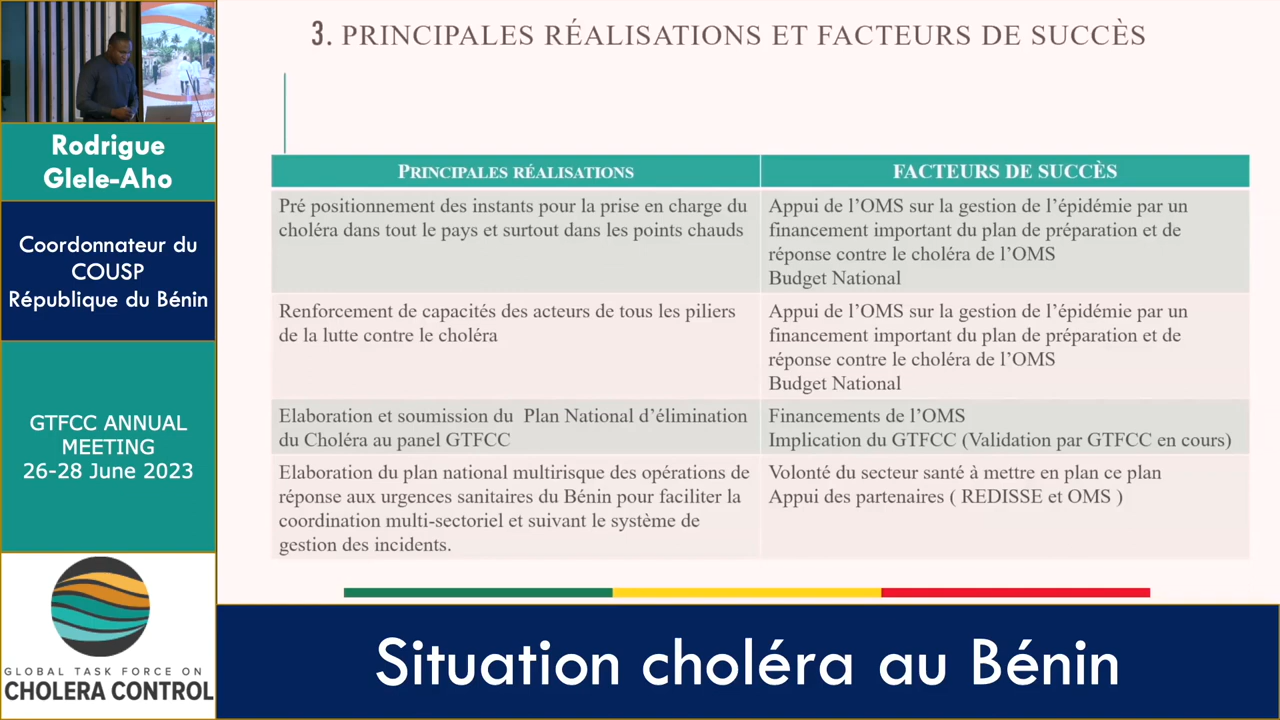 3. PRINCIPALES RÉALISATIONS ET FACTEURS DE SUCCÈS
Rodrigue
Glele-Aho
Coordonnateur du
COUSP
République du Bénin
GTFCC ANNUAL
MEETING
26-28 June 2023
GLOBAL TASK FORCE ON
CHOLERA CONTROL
PRINCIPALES RÉALISATIONS
FACTEURS DE SUCCÈS
Pré positionnement des instants pour la prise en charge du
choléra dans tout le pays et surtout dans les points chauds
Appui de l’OMS sur la gestion de l’épidémie par un
financement important du plan de préparation et de
réponse contre le choléra de l’OMS
Budget National
Renforcement de capacités des acteurs de tous les piliers
de la lutte contre le choléra
Appui de l’OMS sur la gestion de l’épidémie par un
financement important du plan de préparation et de
réponse contre le choléra de l’OMS
Budget National
Elaboration et soumission du Plan National d’élimination
du Choléra au panel GTFCC
Financements de l’OMS
Implication du GTFCC (Validation par GTFCC en cours)
Elaboration du plan national multirisque des opérations de
réponse aux urgences sanitaires du Bénin pour faciliter la
coordination multi-sectoriel et suivant le système de
gestion des incidents.
Volonté du secteur santé à mettre en plan ce plan
Appui des partenaires ( REDISSE et OMS )
Situation choléra au Bénin